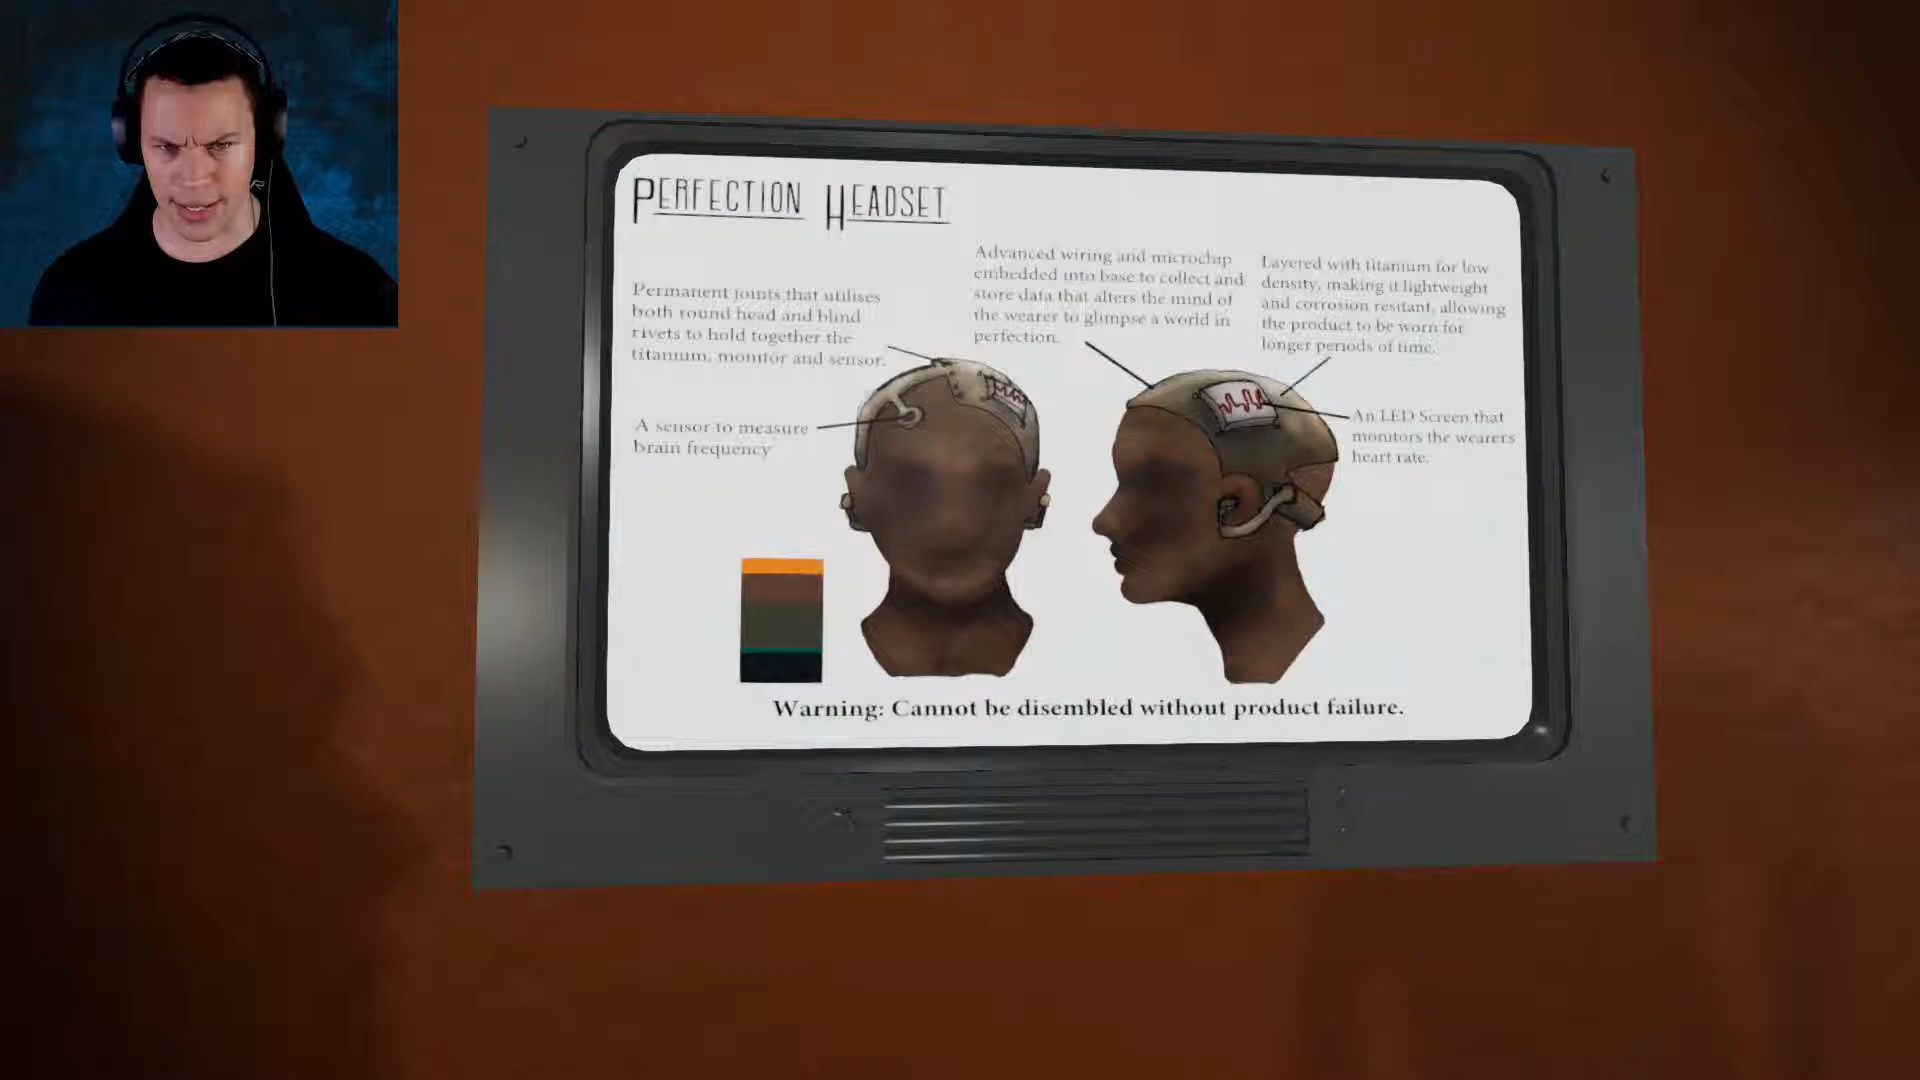 PERFECTION HEADSET
Advanced wiring and microchip
embedded into base to collect and
store data that alters the mind of
the wearer to glimpse a world in
perfection.
Layered with titanium for low
density, making it lightweight
and corrosion resitant, allowing
the product to be worn for
longer periods of time.
Permanent joints that utilises
both round head and blind
rivets to hold together the
titanium, monitor and sensor.
A sensor to measure
brain frequency
An LED Screen that
monitors the wearers
heart rate.
Warning: Cannot be disembled without product failure.